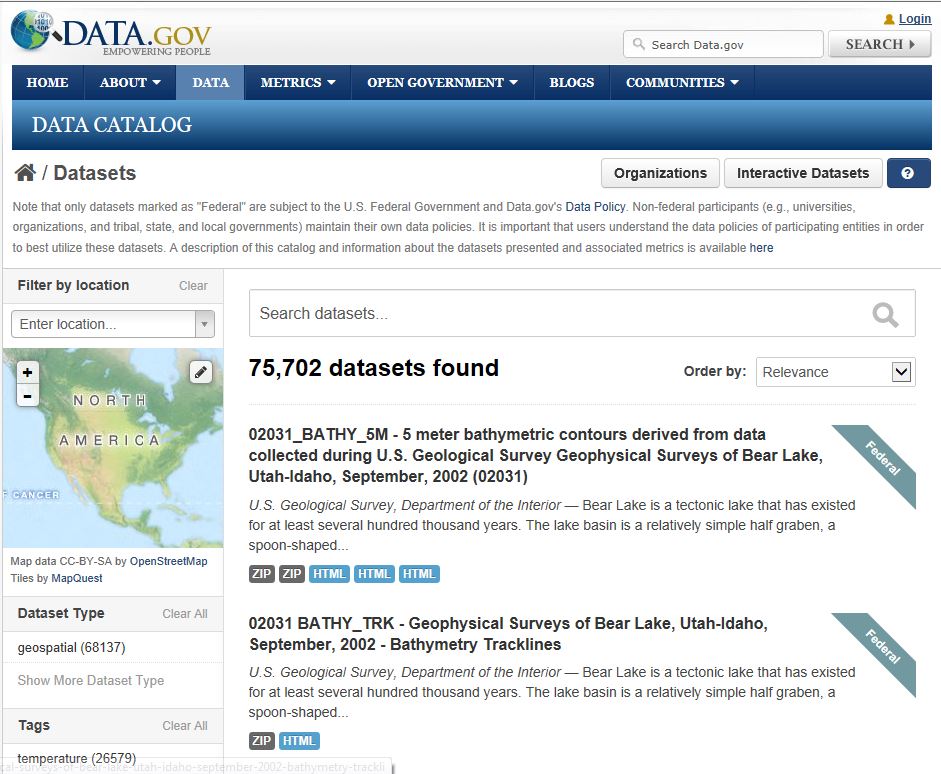 DATA.GOV
EMPOWERING PEOPLE
Login
Search Data.gov
SEARCH
HOME ABOUT DATA METRICS OPEN GOVERNMENT BLOGS COMMUNITIES
DATA CATALOG
/ Datasets
Organizations Interactive Datasets ?
Note that only datasets marked as "Federal" are subject to the U.S. Federal Government and Data.gov's Data Policy. Non-federal participants (e.g., universities,
organizations, and tribal, state, and local governments) maintain their own data policies. It is important that users understand the data policies of participating entities in order
to best utilize these datasets. A description of this catalog and information about the datasets presented and associated metrics is available here
Filter by location Clear
Enter location...
+
-
NORTH
AMERICA
F CANCER
Map data CC-BY-SA by OpenStreetMap
Tiles by MapQuest
Dataset Type Clear All
geospatial (68137)
Show More Dataset Type
Tags Clear All
temperature (26579)
Search datasets...
75,702 datasets found
Order by: Relevance
02031_BATHY_5M - 5 meter bathymetric contours derived from data
collected during U.S. Geological Survey Geophysical Surveys of Bear Lake,
Utah-Idaho, September, 2002 (02031)
Federal
U.S. Geological Survey, Department of the Interior — Bear Lake is a tectonic lake that has existed
for at least several hundred thousand years. The lake basin is a relatively simple half graben, a
spoon-shaped...
ZIP ZIP HTML HTML HTML
02031 BATHY_TRK - Geophysical Surveys of Bear Lake, Utah-Idaho,
September, 2002 - Bathymetry Tracklines
Federal
U.S. Geological Survey, Department of the Interior — Bear Lake is a tectonic lake that has existed
for at least several hundred thousand years. The lake basin is a relatively simple half graben, a
spoon-shaped...
ZIP HTML
cal-surveys-of-bear-lake-utah-idaho-september-2002-bathymetry-trackli